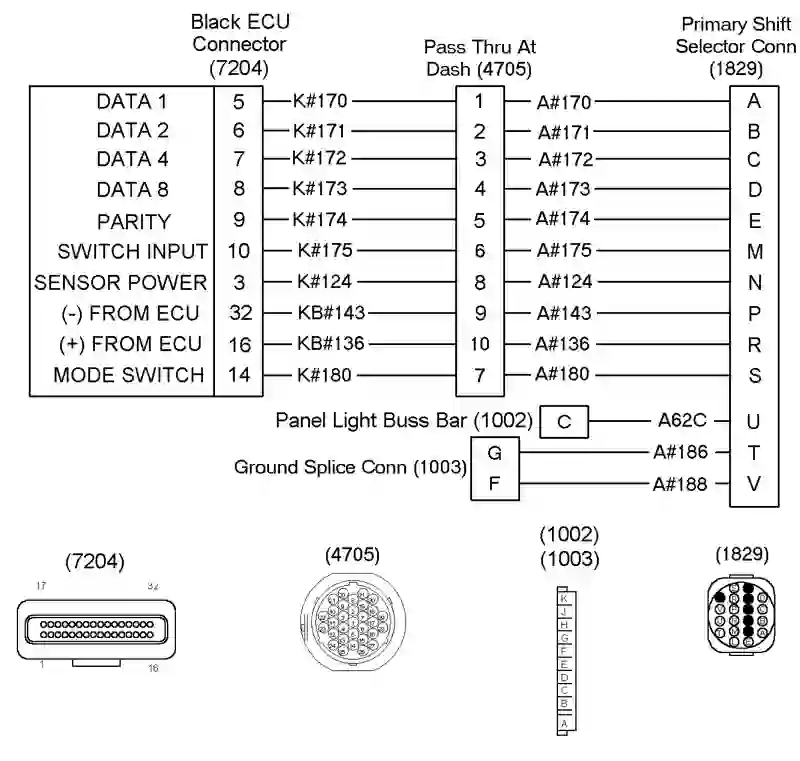 Black ECU
Connector
(7204)
Pass Thru At
Dash (4705)
Primary Shift
Selector Conn
(1829)
DATA 1 5 K#170 1 A#170 A
DATA 2 6 K#171 2 A#171 B
DATA 4 7 K#172 3 A#172 C
DATA 8 8 K#173 4 A#173 D
PARITY 9 K#174 5 A#174 E
SWITCH INPUT 10 K#175 6 A#175 M
SENSOR POWER 3 K#124 8 A#124 N
(-) FROM ECU 32 KB#143 9 A#143 P
(+) FROM ECU 16 KB#136 10 A#136 R
MODE SWITCH 14 K#180 7 A#180 S
Panel Light Buss Bar (1002) C A62C U
G A#186 T
Ground Splice Conn (1003)
F A#188 V
(7204)
17 32
1 16
(4705)
(1002)
(1003)
K
J
H
G
F
E
D
C
B
A
(1829)